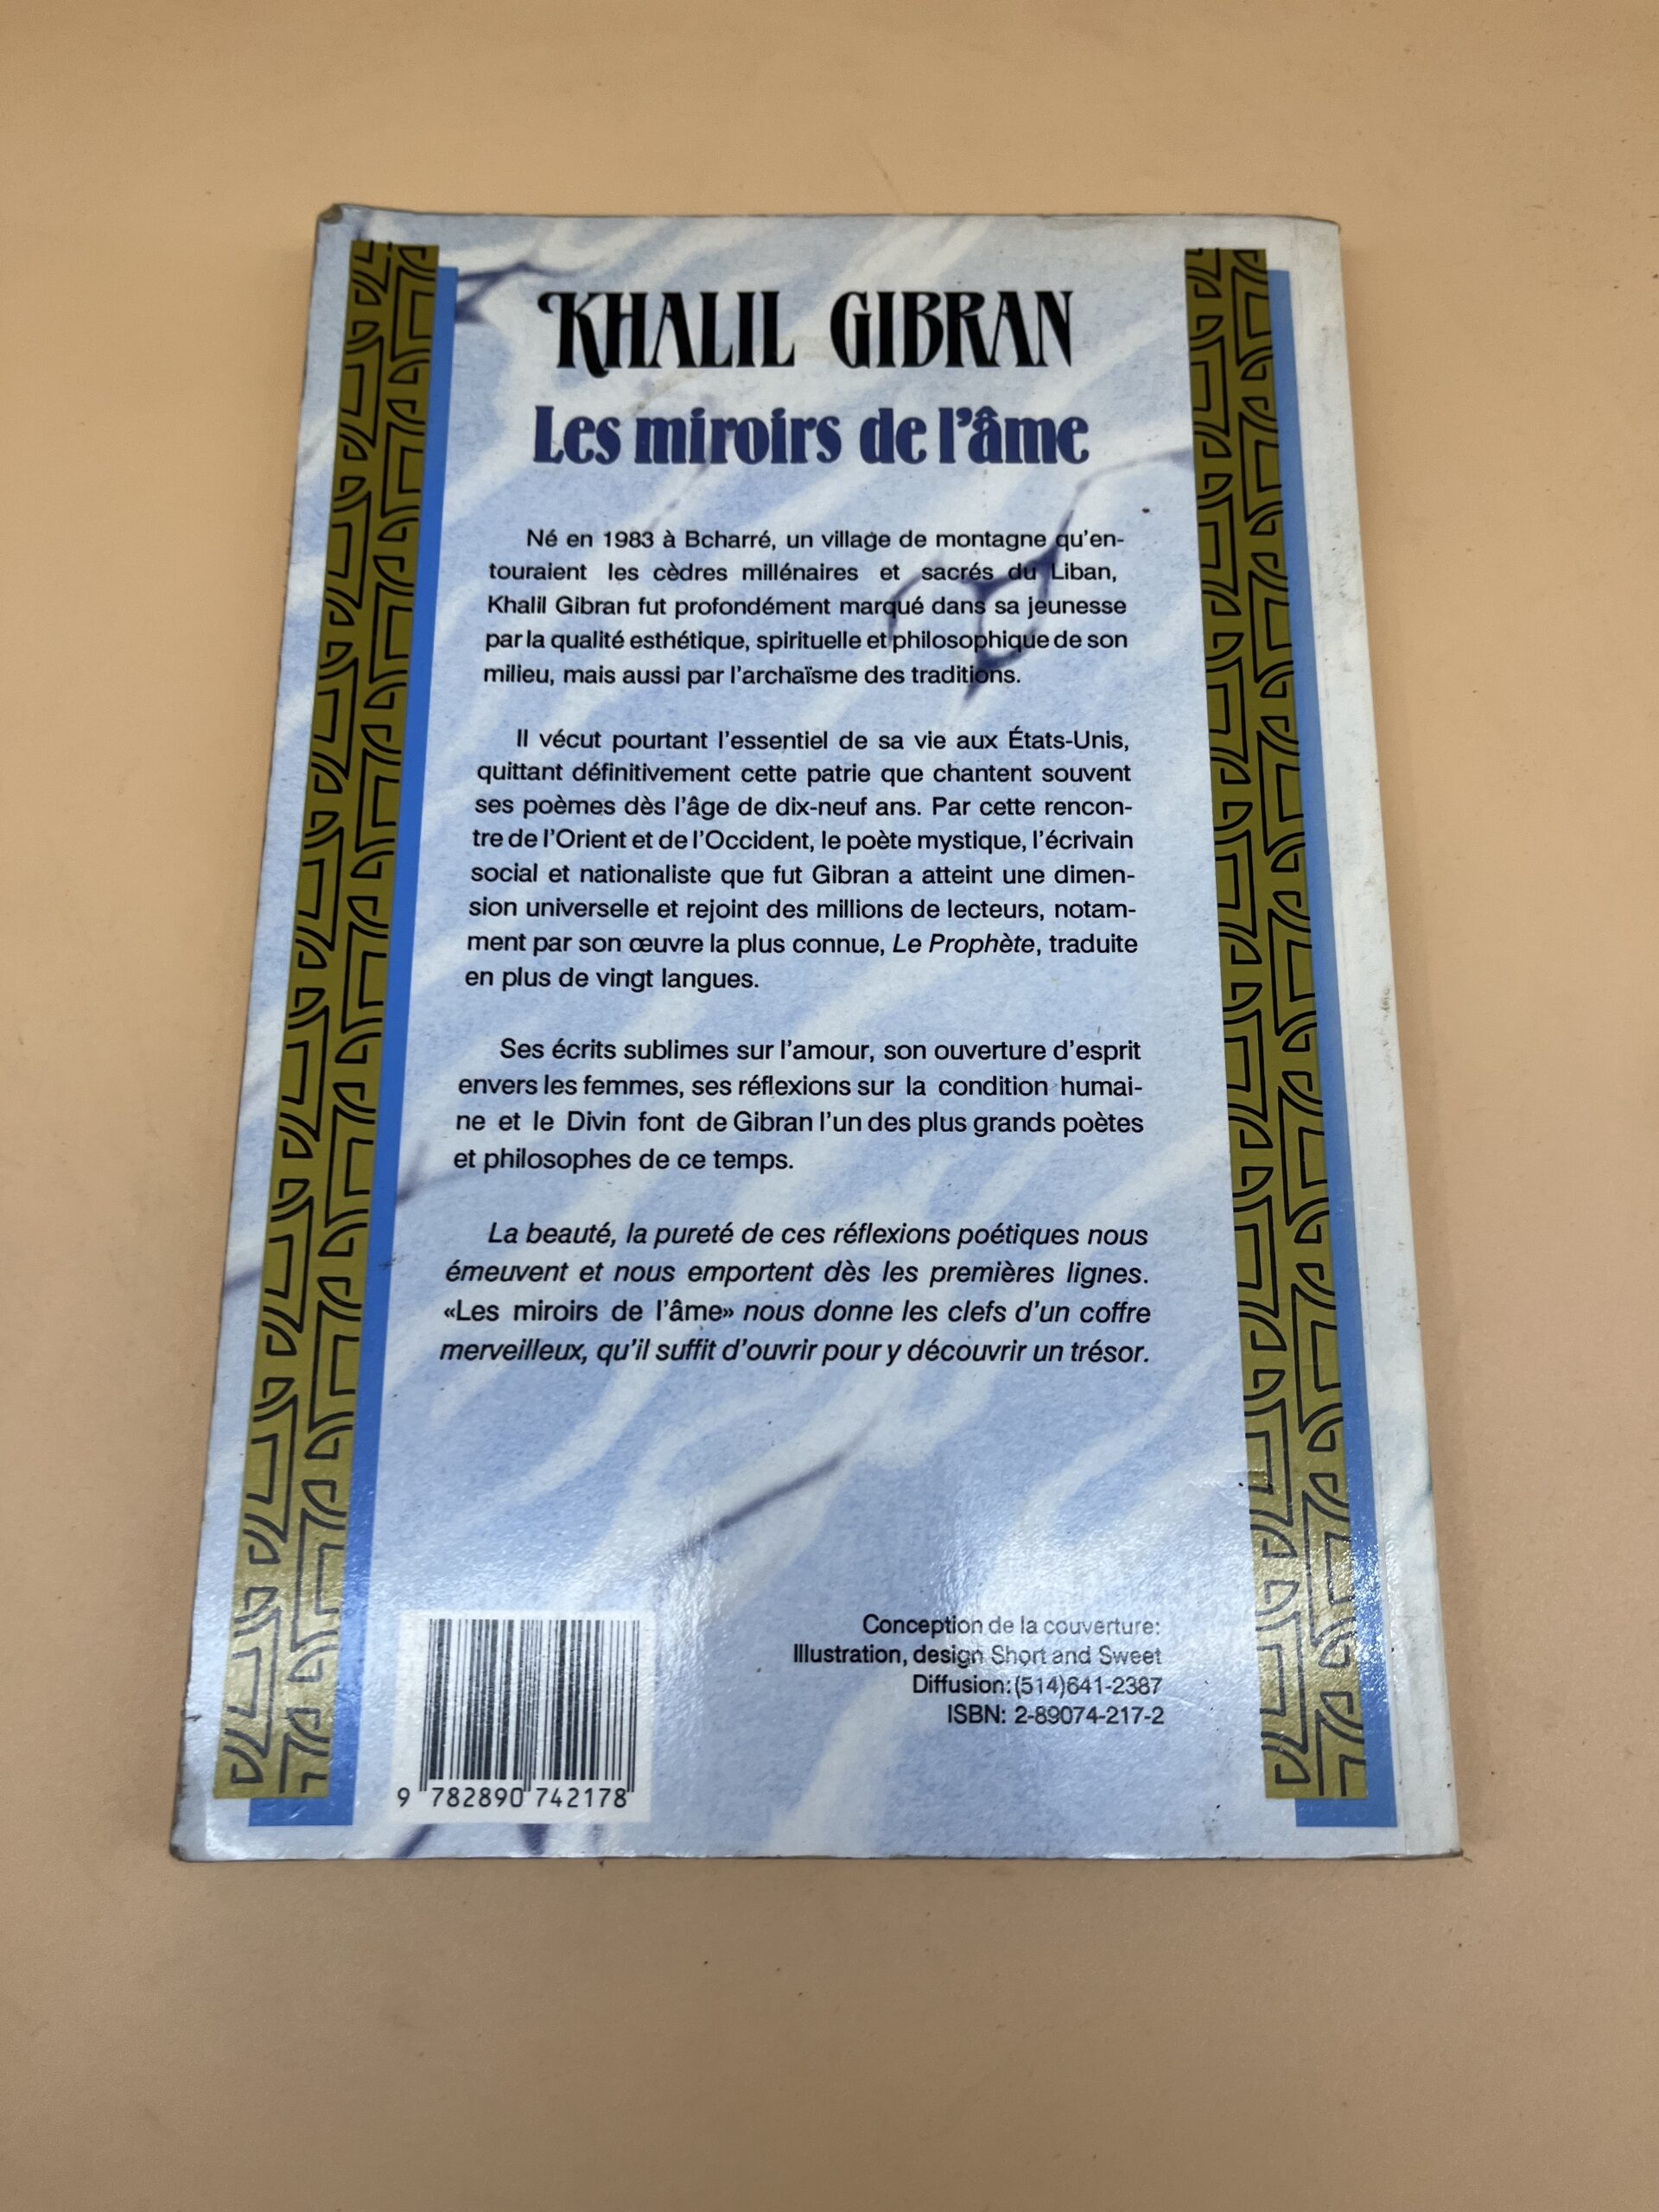 KHALIL GIBRAN
Les miroirs de l'âme
Né en 1983 à Bcharré, un village de montagne qu'en-
touraient les cèdres millénaires et sacrés du Liban,
Khalil Gibran fut profondément marqué dans sa jeunesse
par la qualité esthétique, spirituelle et philosophique de son
milieu, mais aussi par l'archaïsme des traditions.
Il vécut pourtant l'essentiel de sa vie aux États-Unis,
quittant définitivement cette patrie que chantent souvent
ses poèmes dès l'âge de dix-neuf ans. Par cette rencon-
tre de l'Orient et de l'Occident, le poète mystique, l'écrivain
social et nationaliste que fut Gibran a atteint une dimen-
sion universelle et rejoint des millions de lecteurs, notam-
ment par son œuvre la plus connue, Le Prophète, traduite
en plus de vingt langues.
Ses écrits sublimes sur l'amour, son ouverture d'esprit
envers les femmes, ses réflexions sur la condition humai-
ne et le Divin font de Gibran l'un des plus grands poètes
et philosophes de ce temps.
La beauté, la pureté de ces réflexions poétiques nous
émeuvent et nous emportent dès les premières lignes.
«Les miroirs de l'âme» nous donne les clefs d'un coffre
merveilleux, qu'il suffit d'ouvrir pour y découvrir un trésor.
Conception de la couverture:
Illustration, design Short and Sweet
Diffusion:(514)641-2387
ISBN: 2-89074-217-2
9 782890 742178